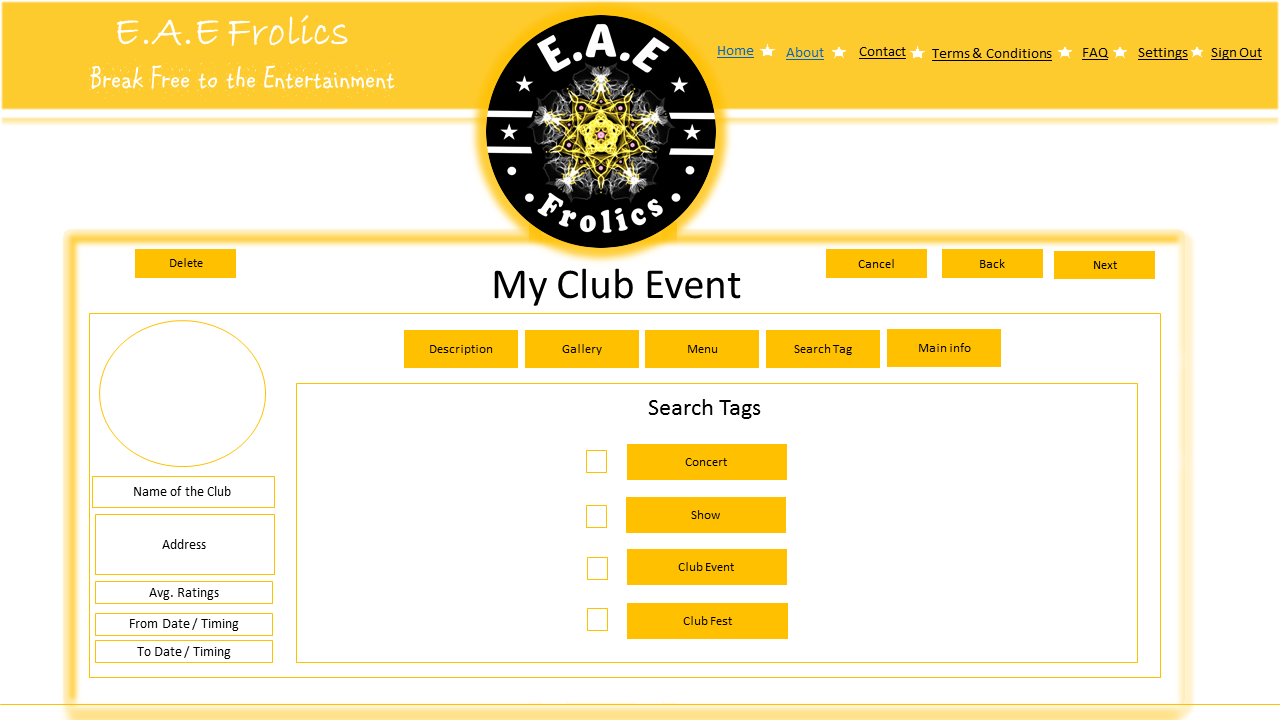 E.A.E Frolics
Break Free to the Entertainment
E.A.E
Frolics
Home
About
Contact
Terms & Conditions
FAQ
Settings
Sign Out
Delete
My Club Event
Cancel
Back
Next
Description
Gallery
Menu
Search Tag
Main info
Name of the Club
Address
Avg. Ratings
From Date / Timing
To Date / Timing
Search Tags
Concert
Show
Club Event
Club Fest